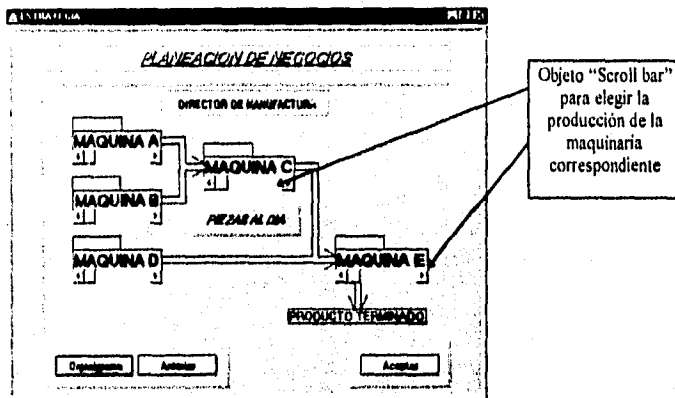 ESTRATEGIA
PLANEACION DE NEGOCIOS
DIRECTOR DE MANUFACTURA
MAQUINA A
MAQUINA C
MAQUINA B
PIEZAS AL DIA
MAQUINA D
MAQUINA E
PRODUCTO TERMINADO
Organigrama
Anterior
Aceptar
Objeto "Scroll bar"
para elegir la
producción de la
maquinaria
correspondiente